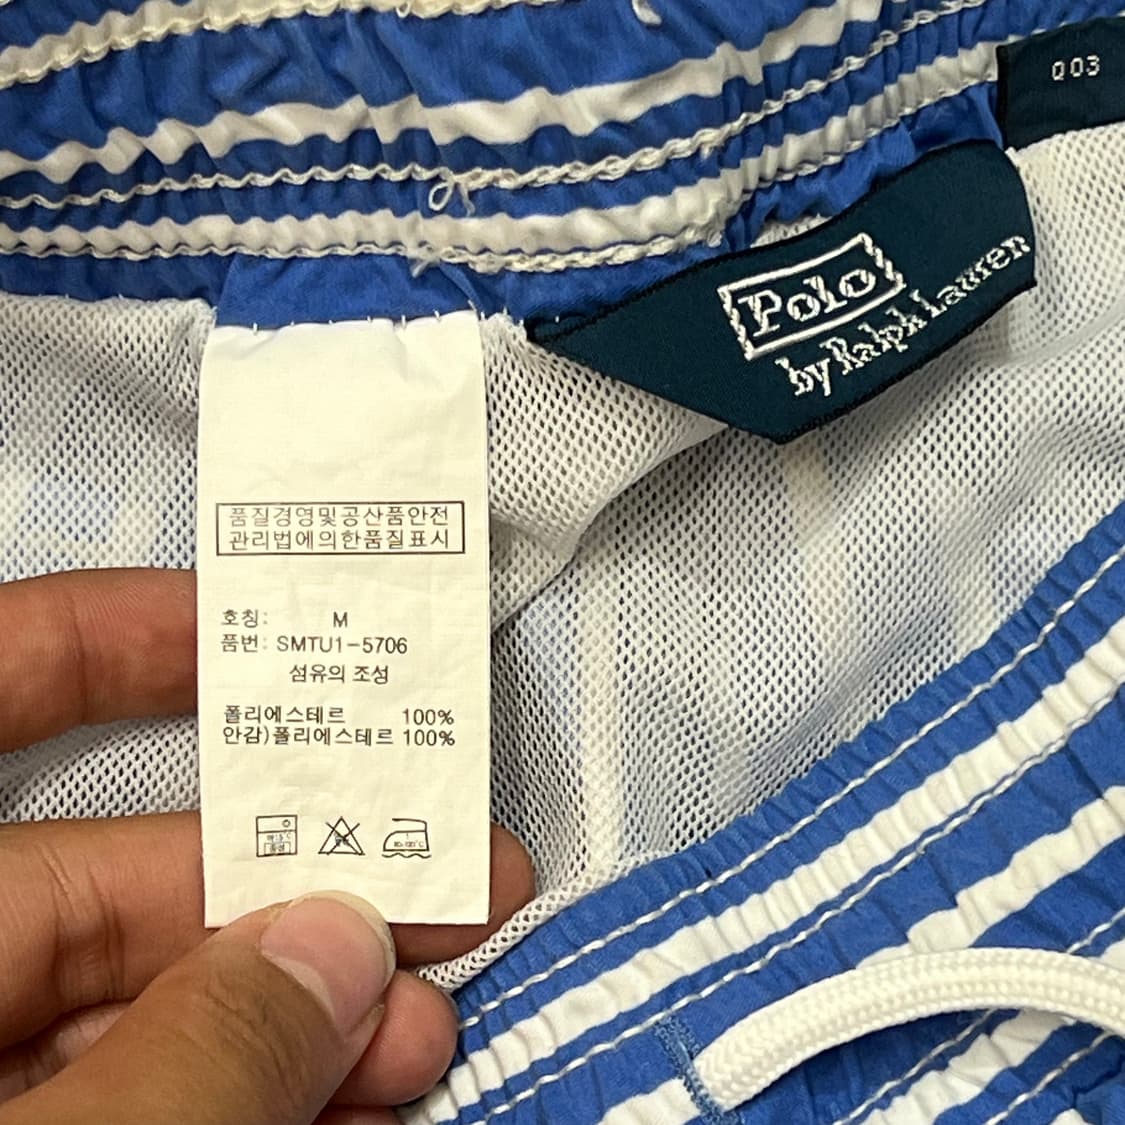 003
Polo
by Ralph Lauren
품질경영및공산품안전
관리법에의한품질표시
호칭: M
품번: SMTU1-5706
섬유의 조성
폴리에스테르 100%
안감)폴리에스테르 100%